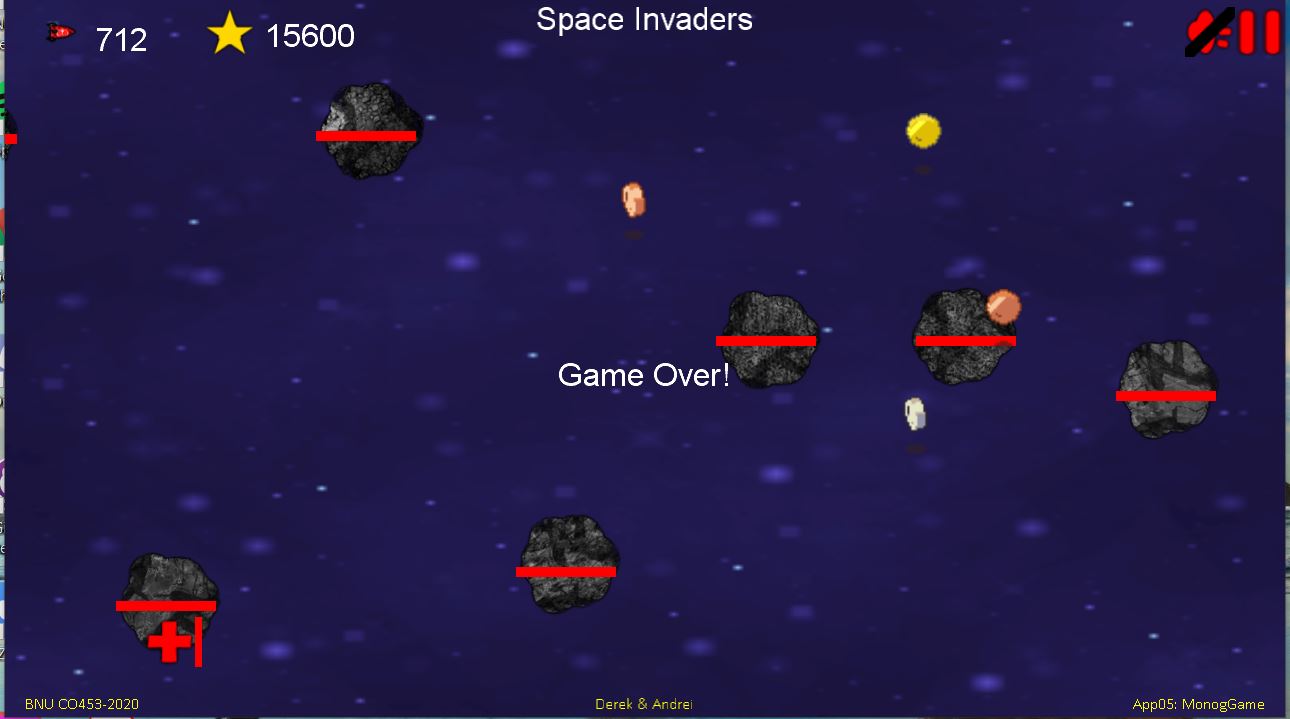 Space Invaders
712
15600
Game Over!
BNU CO453-2020
Derek & Andrei
App05: MonogGame